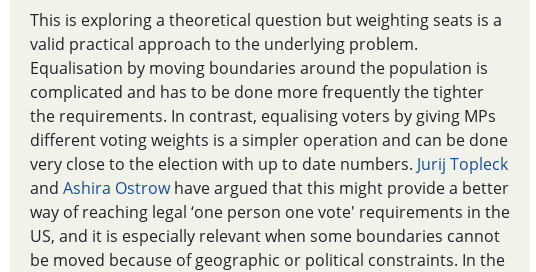 This is exploring a theoretical question but weighting seats is a
valid practical approach to the underlying problem.
Equalisation by moving boundaries around the population is
complicated and has to be done more frequently the tighter
the requirements. In contrast, equalising voters by giving MPs
different voting weights is a simpler operation and can be done
very close to the election with up to date numbers. Jurij Topleck
and Ashira Ostrow have argued that this might provide a better
way of reaching legal ‘one person one vote' requirements in the
US, and it is especially relevant when some boundaries cannot
be moved because of geographic or political constraints. In the